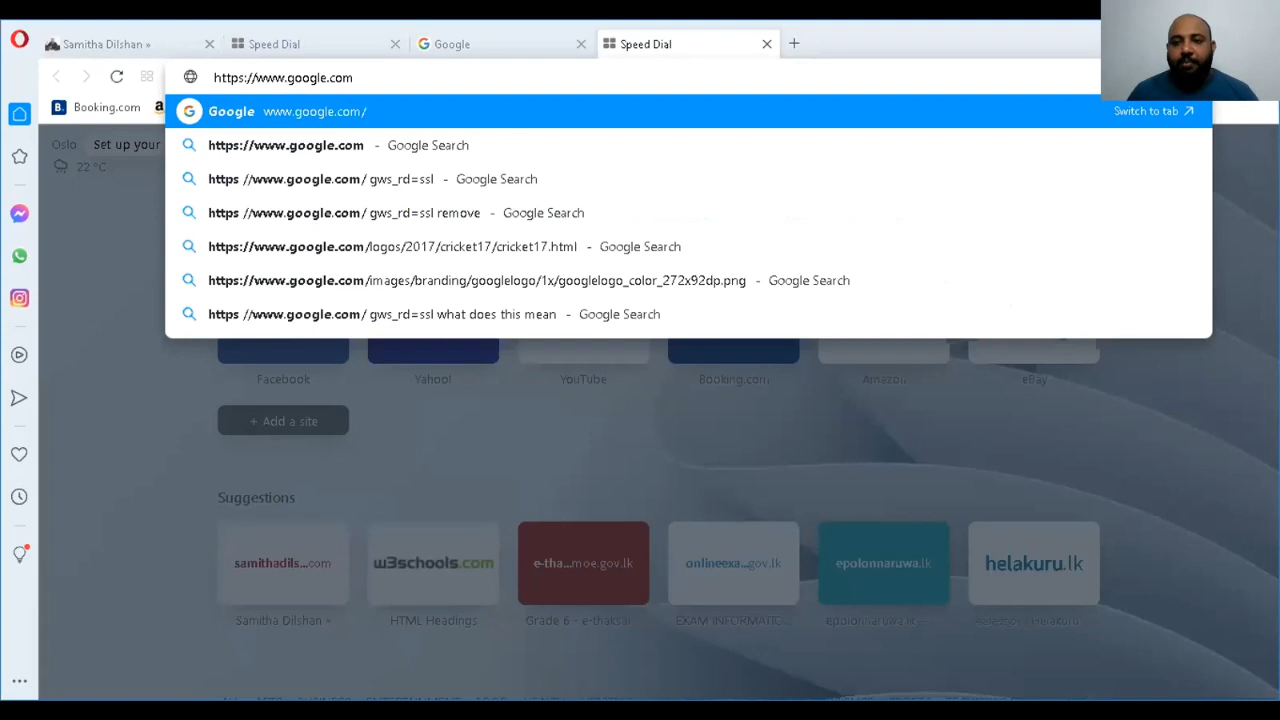 Samitha Dilshan »
Speed Dial
Google
Speed Dial
https://www.google.com
Booking.com
a
Google www.google.com/
Switch to tab
https://www.google.com - Google Search
https //www.google.com/ gws_rd=ssl - Google Search
https //www.google.com/ gws_rd=ssl remove - Google Search
https://www.google.com/logos/2017/cricket17/cricket17.html - Google Search
https://www.google.com/images/branding/googlelogo/1x/googlelogo_color_272x92dp.png - Google Search
https //www.google.com/ gws_rd=ssl what does this mean - Google Search
Oslo
Set up your
22 °C
Facebook
Yahoo!
YouTube
Booking.com
Amazon
eBay
+ Add a site
Suggestions
samithadils...com
w3schools.com
e-tha...moe.gov.lk
onlineexa...gov.lk
epolonnaruwa.lk
helakuru.lk
Samitha Dilshan »
HTML Headings
Grade 6 - e-thaksal...
EXAM INFORMATIC...
epolonnaruwa.lk